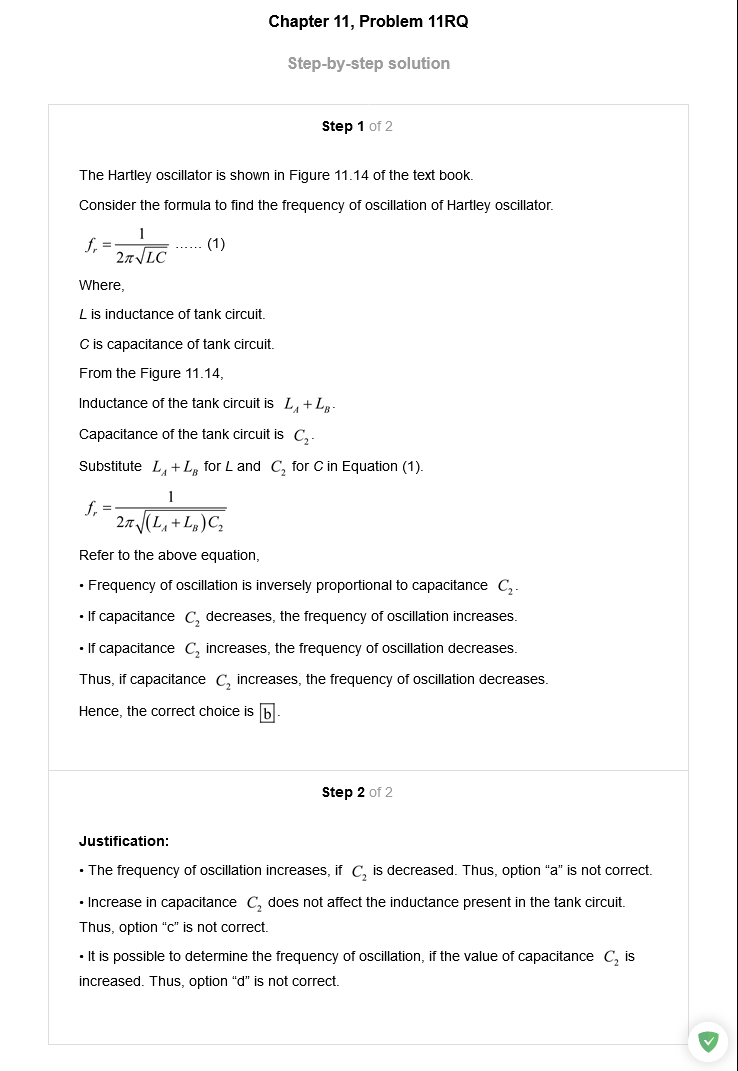 Chapter 11, Problem 11RQ
Step-by-step solution
Step 1 of 2
The Hartley oscillator is shown in Figure 11.14 of the text book.
Consider the formula to find the frequency of oscillation of Hartley oscillator.
f_r = 1/(2π√(LC)) ...... (1)
Where,
L is inductance of tank circuit.
C is capacitance of tank circuit.
From the Figure 11.14,
Inductance of the tank circuit is L_A + L_B.
Capacitance of the tank circuit is C_2.
Substitute L_A + L_B for L and C_2 for C in Equation (1).
f_r = 1/(2π√((L_A + L_B)C_2))
Refer to the above equation,
• Frequency of oscillation is inversely proportional to capacitance C_2.
• If capacitance C_2 decreases, the frequency of oscillation increases.
• If capacitance C_2 increases, the frequency of oscillation decreases.
Thus, if capacitance C_2 increases, the frequency of oscillation decreases.
Hence, the correct choice is b.
Step 2 of 2
Justification:
• The frequency of oscillation increases, if C_2 is decreased. Thus, option “a” is not correct.
• Increase in capacitance C_2 does not affect the inductance present in the tank circuit.
Thus, option “c” is not correct.
• It is possible to determine the frequency of oscillation, if the value of capacitance C_2 is
increased. Thus, option “d” is not correct.